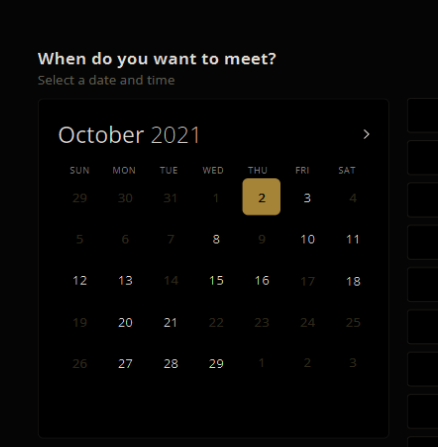 When do you want to meet?
Select a date and time
October 2021
SUN MON TUE WED THU FRI SAT
29 30 31 1 2 3 4
5 6 7 8 9 10 11
12 13 14 15 16 17 18
19 20 21 22 23 24 25
26 27 28 29 1 2 3